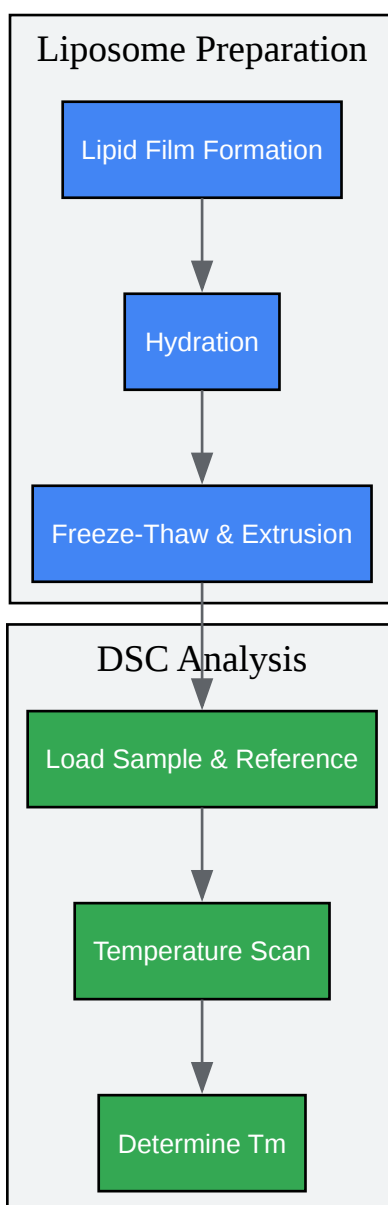 Liposome Preparation
Lipid Film Formation
Hydration
Freeze-Thaw & Extrusion
DSC Analysis
Load Sample & Reference
Temperature Scan
Determine Tm